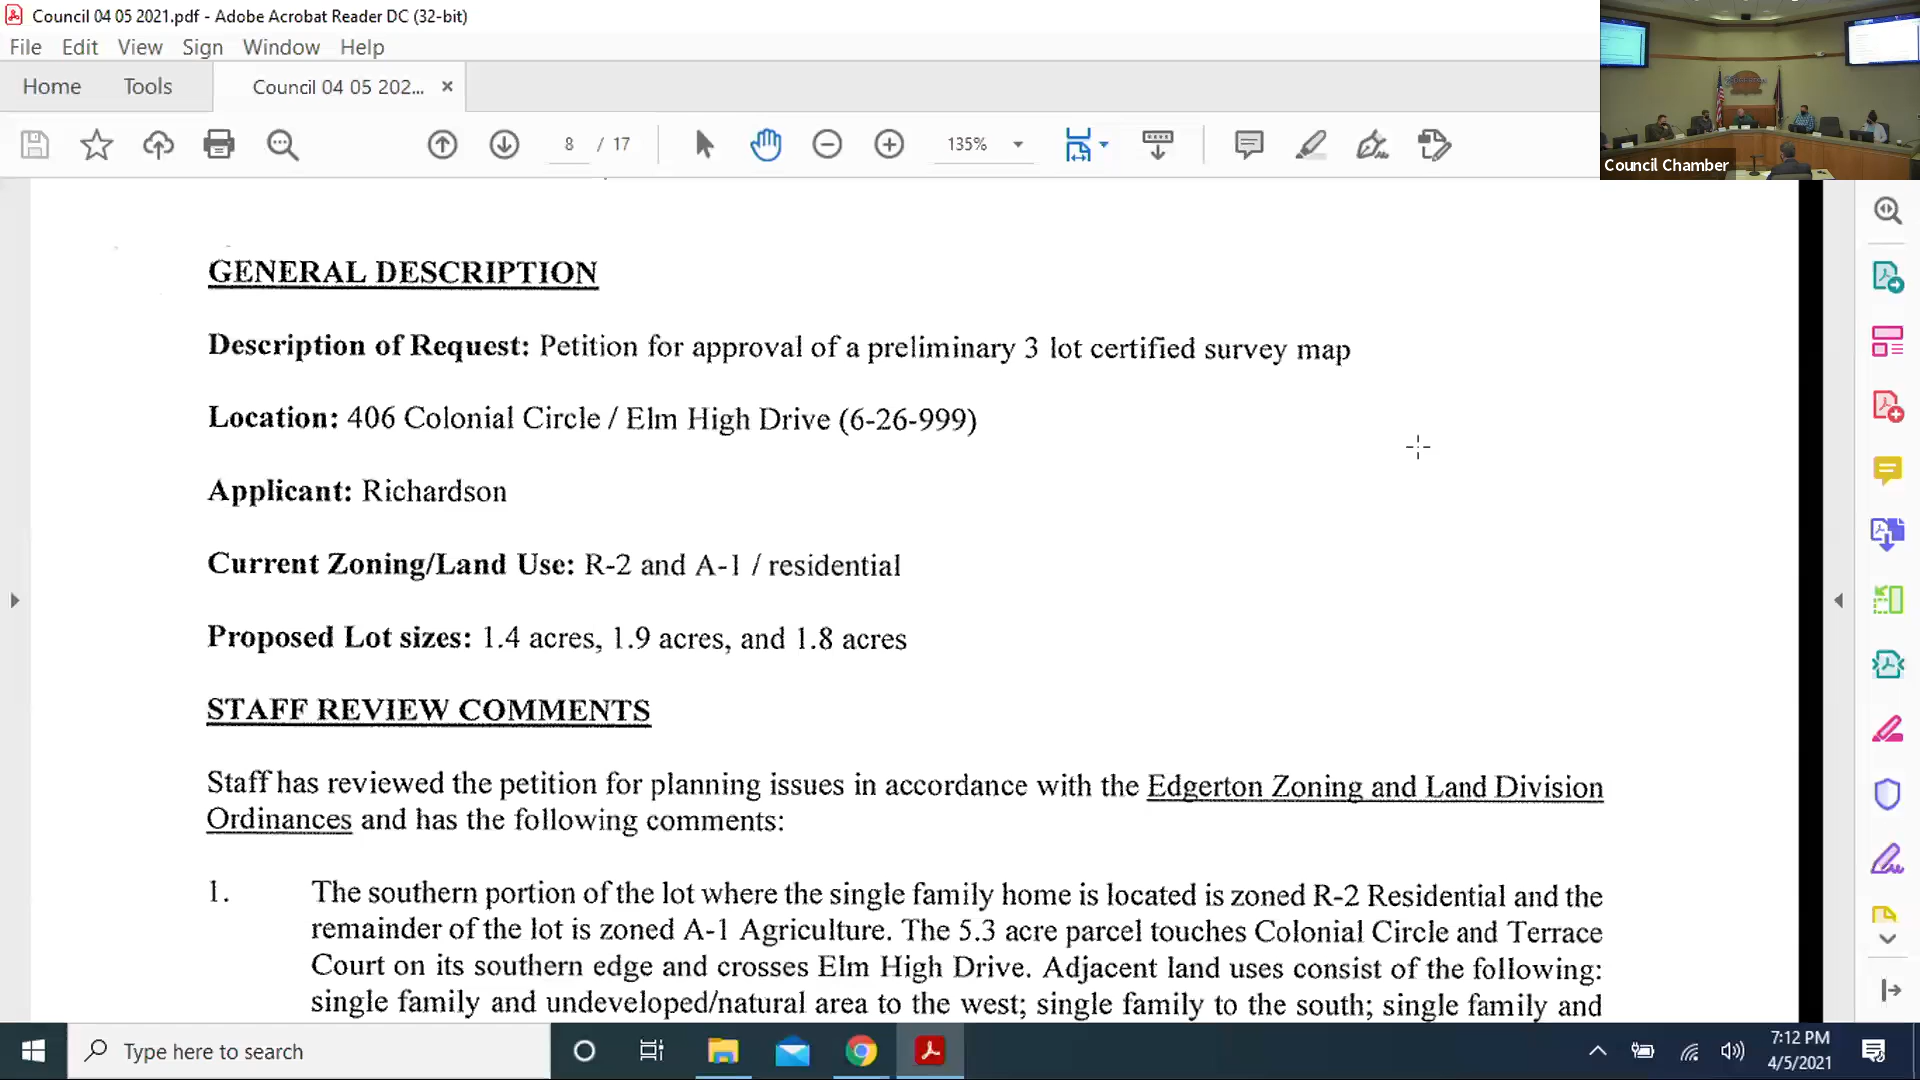 Council 04 05 2021.pdf - Adobe Acrobat Reader DC (32-bit)
File Edit View Sign Window Help
Home Tools Council 04 05 202... ×
8 / 17 135%
Council Chamber
GENERAL DESCRIPTION
Description of Request: Petition for approval of a preliminary 3 lot certified survey map
Location: 406 Colonial Circle / Elm High Drive (6-26-999)
Applicant: Richardson
Current Zoning/Land Use: R-2 and A-1 / residential
Proposed Lot sizes: 1.4 acres, 1.9 acres, and 1.8 acres
STAFF REVIEW COMMENTS
Staff has reviewed the petition for planning issues in accordance with the Edgerton Zoning and Land Division
Ordinances and has the following comments:
1. The southern portion of the lot where the single family home is located is zoned R-2 Residential and the
remainder of the lot is zoned A-1 Agriculture. The 5.3 acre parcel touches Colonial Circle and Terrace
Court on its southern edge and crosses Elm High Drive. Adjacent land uses consist of the following:
single family and undeveloped/natural area to the west; single family to the south; single family and
Type here to search
7:12 PM
4/5/2021